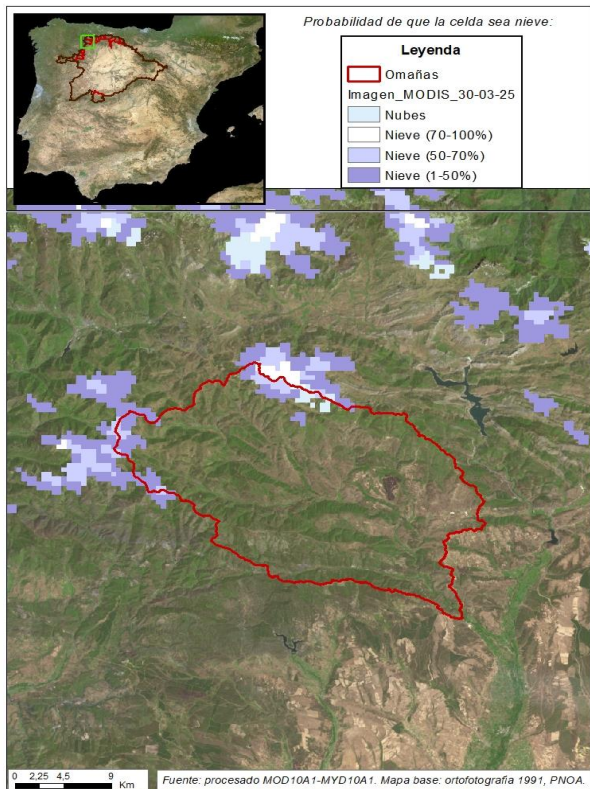 Probabilidad de que la celda sea nieve:
Leyenda
Omañas
Imagen_MODIS_30-03-25
Nubes
Nieve (70-100%)
Nieve (50-70%)
Nieve (1-50%)
0 2,25 4,5 9
Km
Fuente: procesado MOD10A1-MYD10A1. Mapa base: ortofotografia 1991, PNOA.